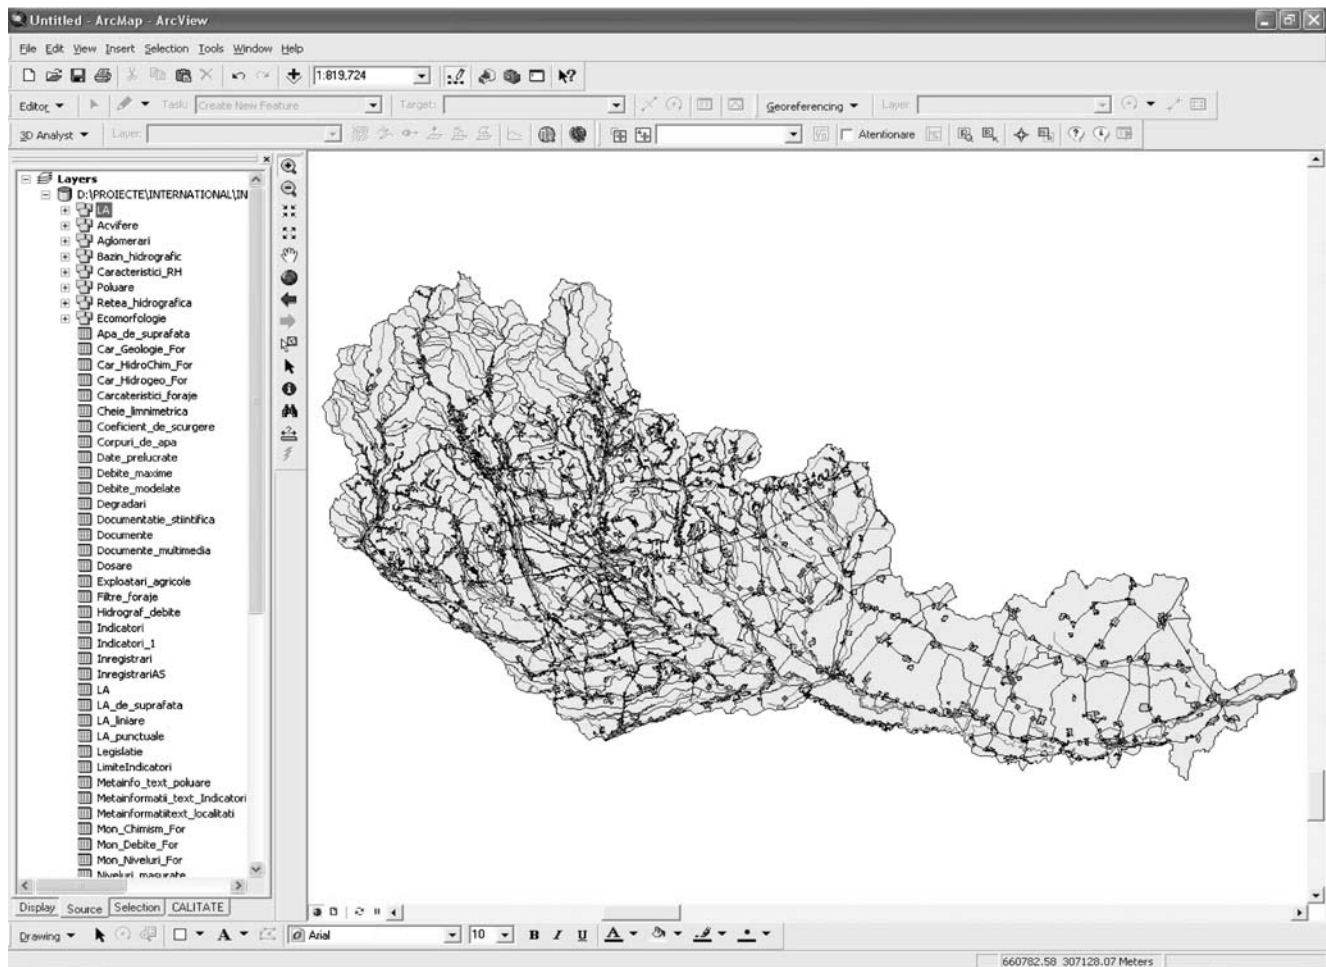 Untitled - ArcMap - ArcView
File Edit View Insert Selection Tools Window Help
1:819,724
Editor Task: Create New Feature Target: Georeferencing Layer:
3D Analyst Layer: Atentionare
Layers
D:\PROIECTE\INTERNATIONAL\IN
LA
Acvifere
Aglomerari
Bazin_hidrografic
Caracteristici_RH
Poluare
Retea_hidrografica
Ecomorfologie
Apa_de_suprafata
Car_Geologie_For
Car_HidroChim_For
Car_Hidrogeo_For
Carcateristici_foraje
Cheie_limnimetrica
Coeficient_de_scurgere
Corpuri_de_apa
Date_prelucrate
Debite_maxime
Debite_modelate
Degradari
Documentatie_stiintifica
Documente
Documente_multimedia
Dosare
Exploatari_agricole
Filtre_foraje
Hidrograf_debite
Indicatori
Indicatori_1
Inregistrari
InregistrariAS
LA
LA_de_suprafata
LA_liniare
LA_punctuale
Legislatie
LimiteIndicatori
Metainfo_text_poluare
Metainformatii_text_Indicatori
Metainformatiitext_localitati
Mon_Chimism_For
Mon_Debite_For
Mon_Niveluri_For
Niveluri_masurate
Display Source Selection CALITATE
Drawing A Arial 10 B I U A
660782.58 307128.07 Meters